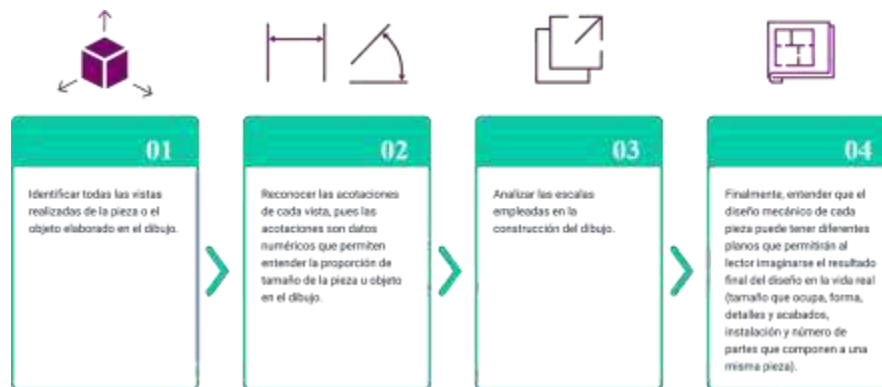 01
Identificar todas las vistas
realizadas de la pieza o el
objeto elaborado en el dibujo.
02
Reconocer las acotaciones
de cada vista, pues las
acotaciones son datos
numéricos que permiten
entender la proporción de
tamaño de la pieza u objeto
en el dibujo.
03
Analizar las escalas
empleadas en la
construcción del dibujo.
04
Finalmente, entender que el
diseño mecánico de cada
pieza puede tener diferentes
planos que permitirán al
lector imaginarse el resultado
final del diseño en la vida real
(tamaño que ocupa, forma,
detalles y acabados,
instalación y número de
partes que componen a una
misma pieza).